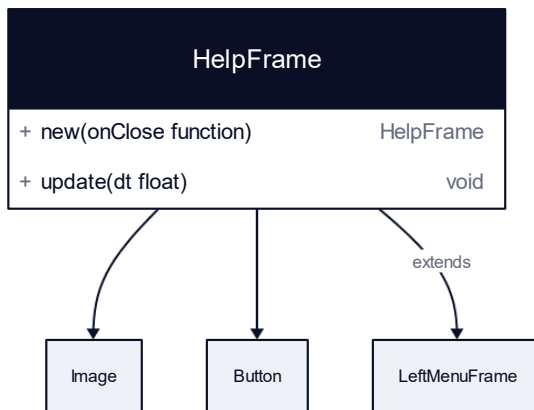 HelpFrame
+ new(onClose function) HelpFrame
+ update(dt float) void
extends
Image Button LeftMenuFrame